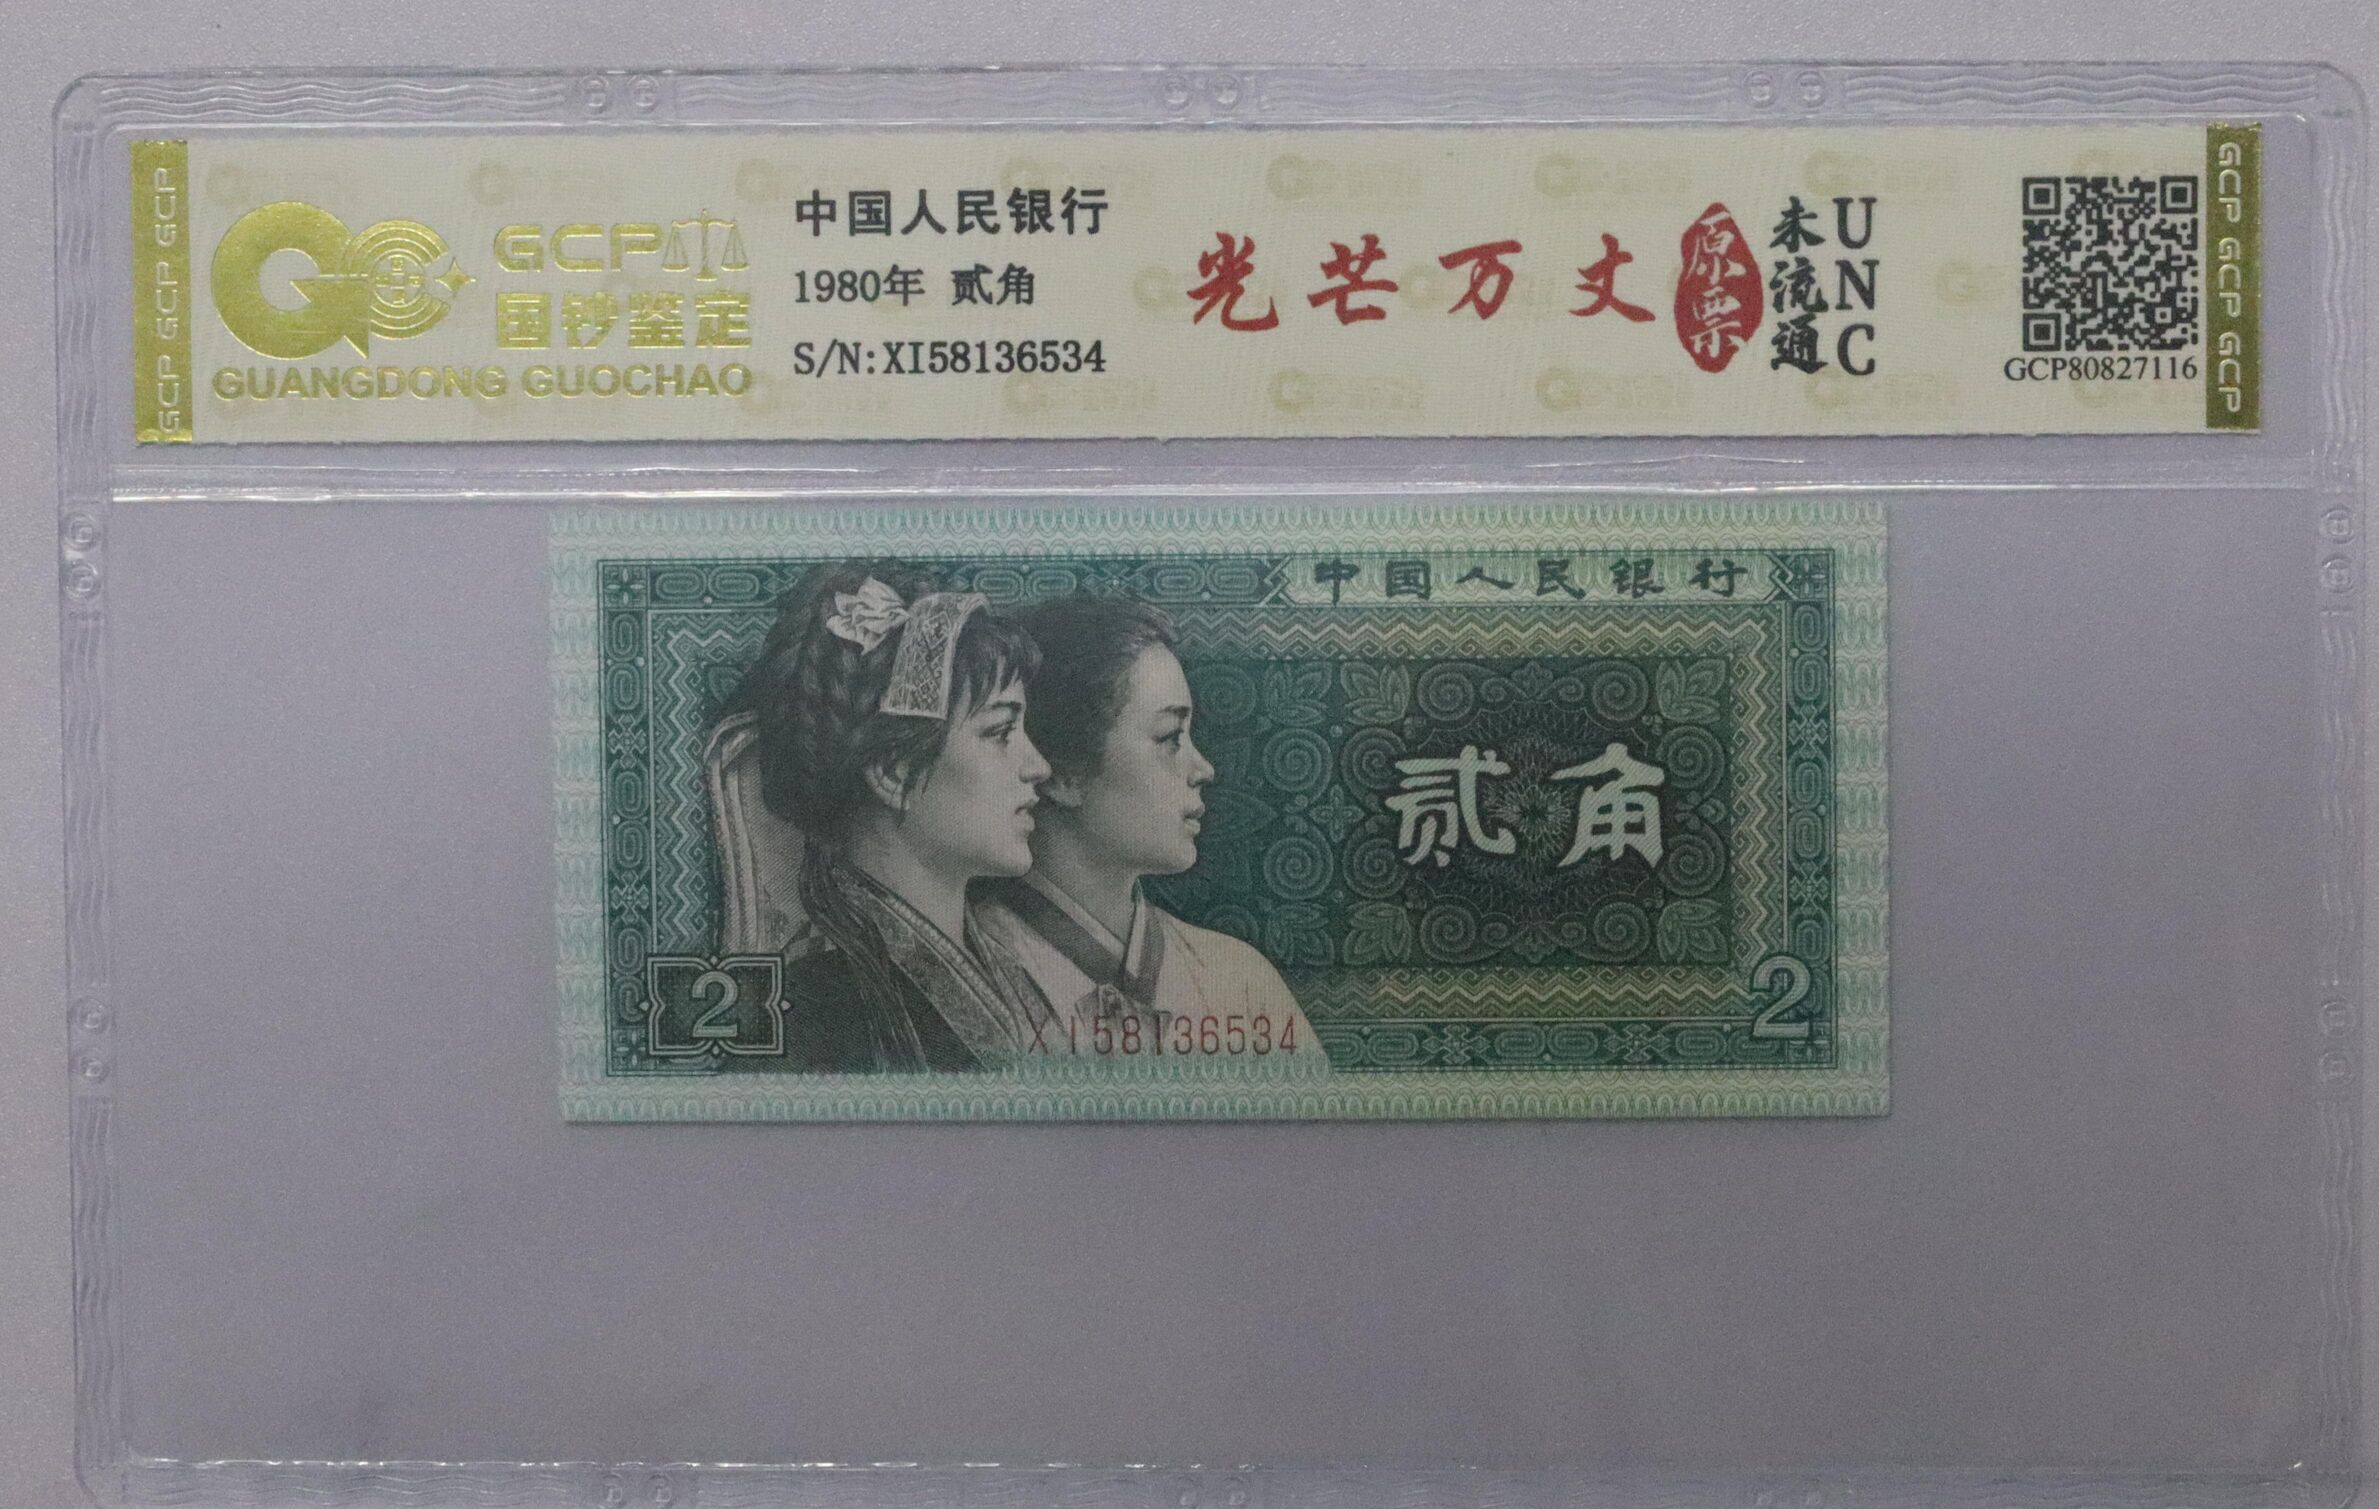 GCP GCP GCP
GCP
国钞鉴定
GUANGDONG GUOCHAO
中国人民银行
1980年 贰角
S/N:XI58136534
光芒万丈
原票
未流通
UNC
GCP80827116
GCP GCP GCP
中国人民银行
贰角
2
2
XI58136534